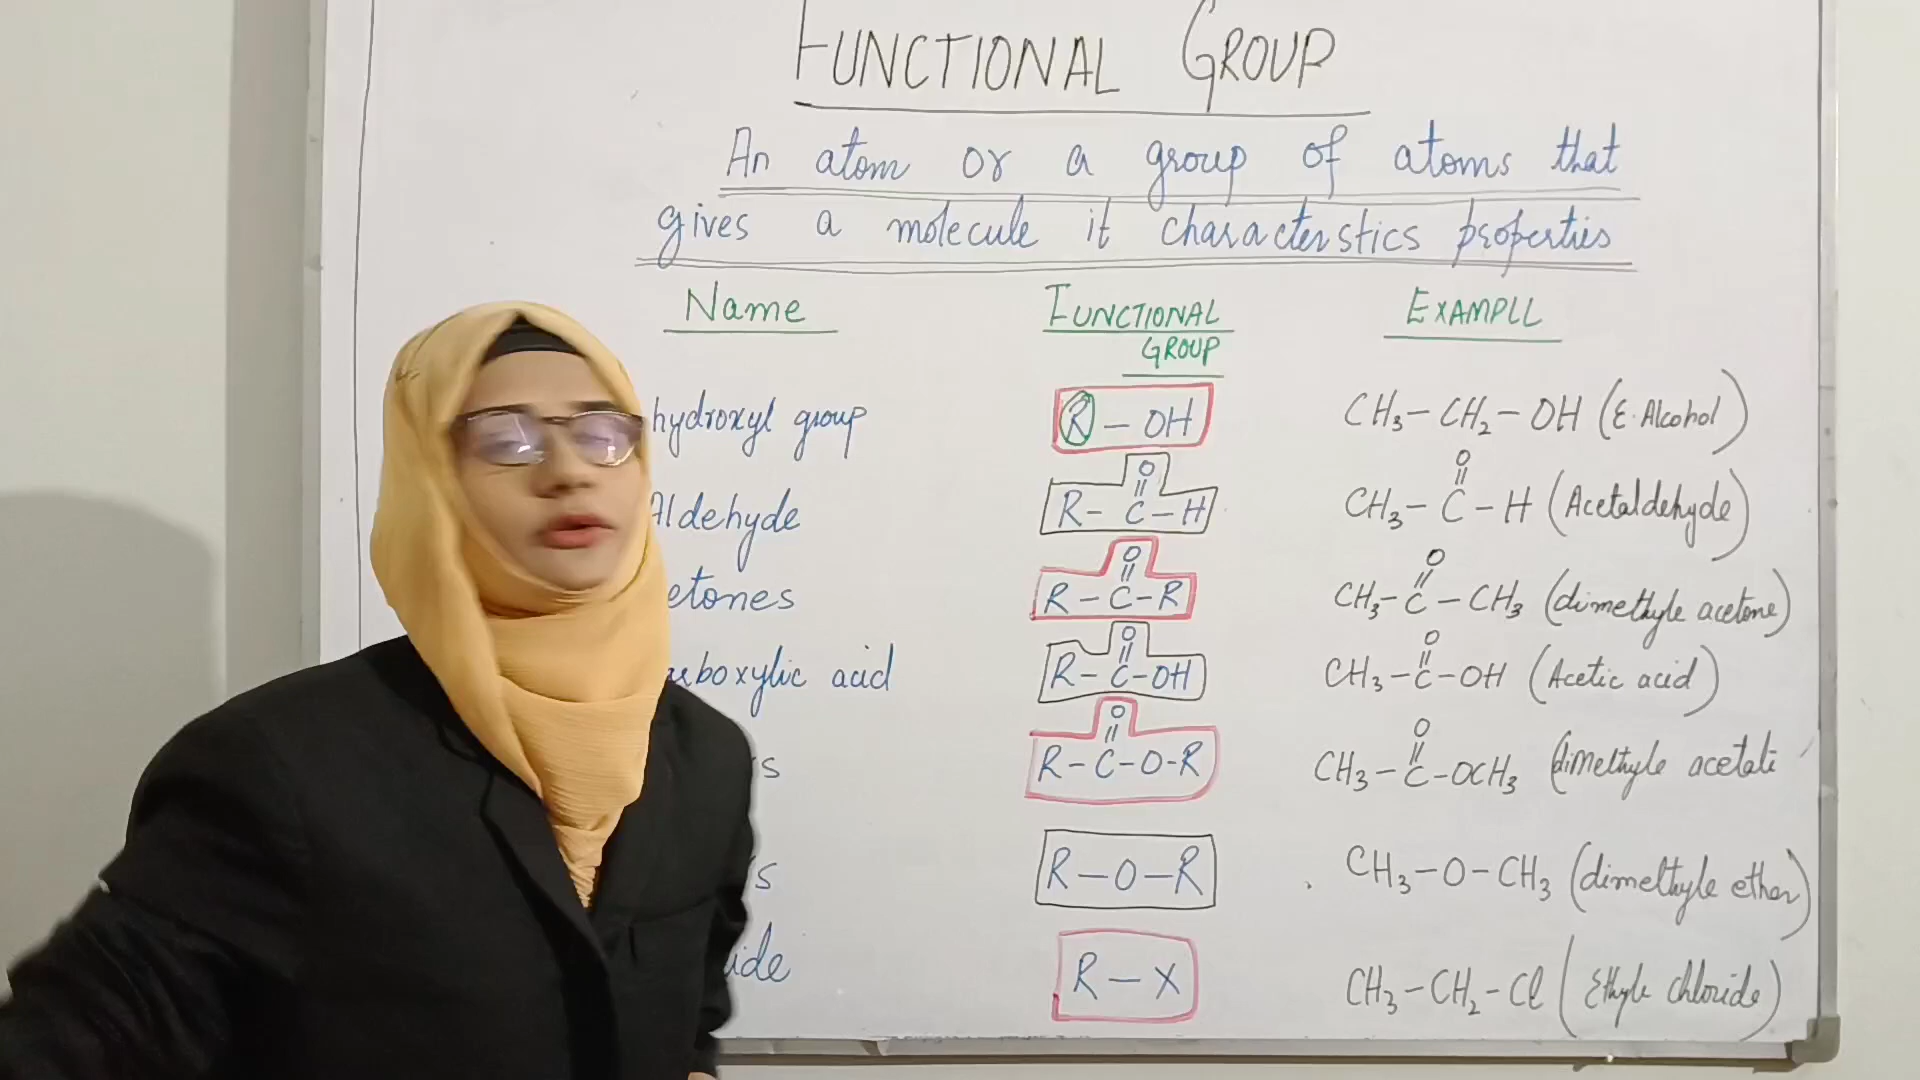 FUNCTIONAL GROUP
An atom or a group of atoms that
gives a molecule it characterstics properties
Name FUNCTIONAL GROUP EXAMPLL
hydroxyl group R – OH CH₃ – CH₂ – OH (E. Alcohol)
Aldehyde R – C – H CH₃ – C – H (Acetaldehyde)
O O
etones R – C – R CH₃ – C – CH₃ (dimethyle acetone)
O O
rboxylic acid R – C – OH CH₃ – C – OH (Acetic acid)
O O
s R – C – O – R CH₃ – C – OCH₃ (dimethyle acetate
O O
s R – O – R CH₃ – O – CH₃ (dimethyle ether)
ide R – X CH₃ – CH₂ – Cl (Ethyle chloride)